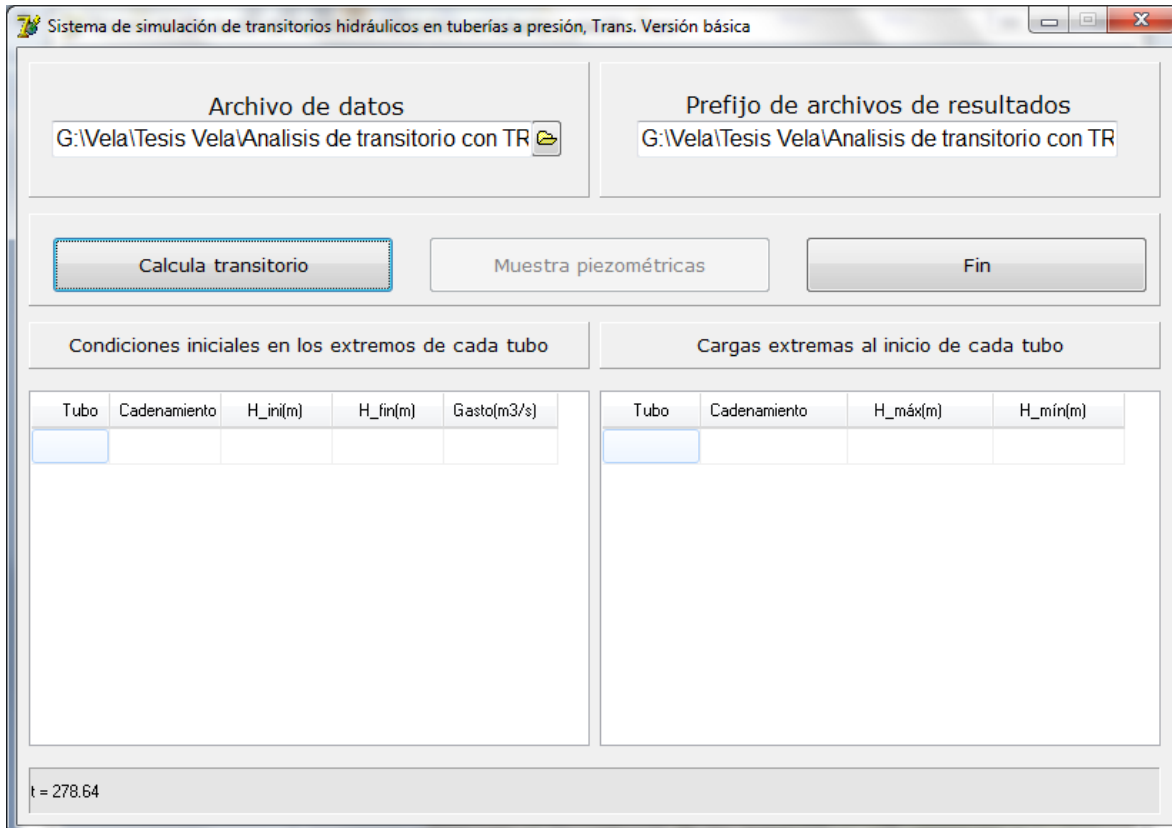 Sistema de simulación de transitorios hidráulicos en tuberías a presión, Trans. Versión básica
Archivo de datos
G:\Vela\Tesis Vela\Analisis de transitorio con TR
Prefijo de archivos de resultados
G:\Vela\Tesis Vela\Analisis de transitorio con TR
Calcula transitorio
Muestra piezométricas
Fin
Condiciones iniciales en los extremos de cada tubo
Cargas extremas al inicio de cada tubo
Tubo Cadenamiento H_ini(m) H_fin(m) Gasto(m3/s)
Tubo Cadenamiento H_máx(m) H_mín(m)
t = 278.64